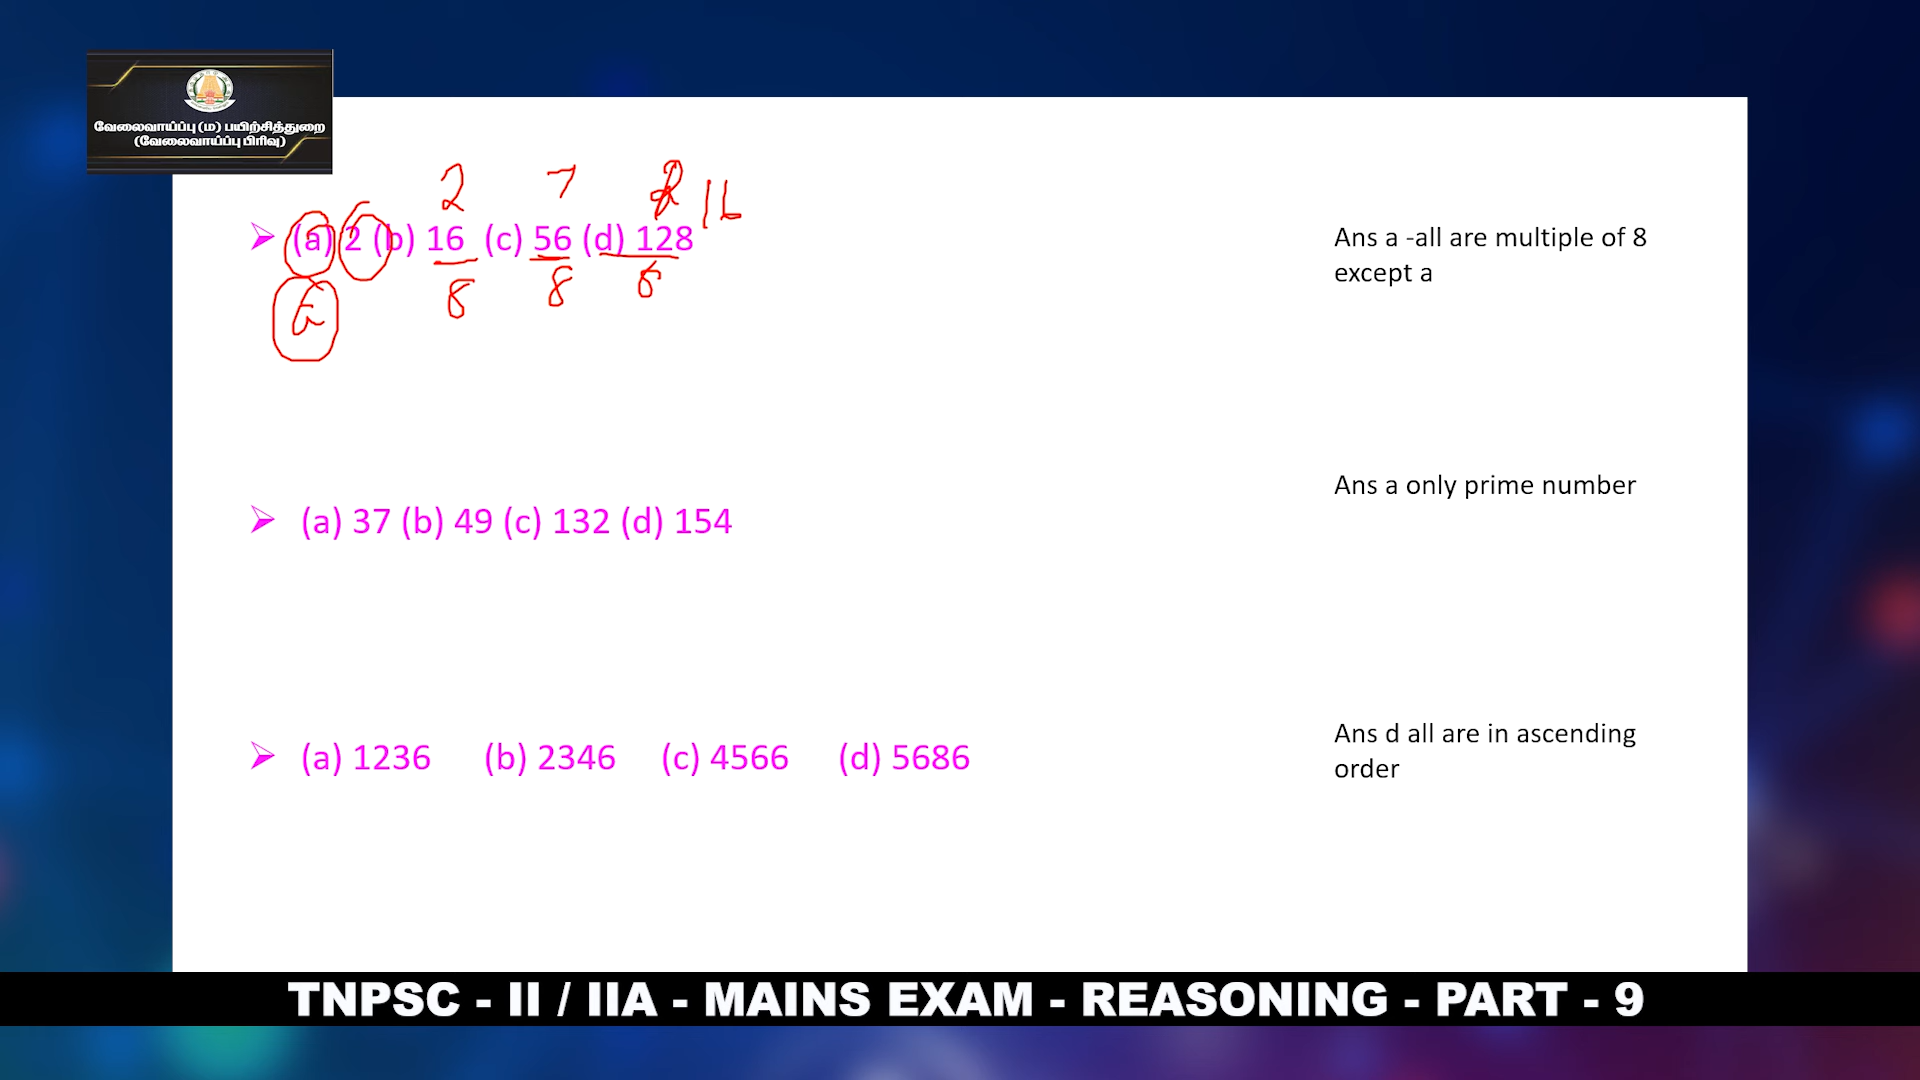 வேலைவாய்ப்பு (ம) பயிற்சித்துறை
(வேலைவாய்ப்பு பிரிவு)
2 7 2 16
➢ (a) 2 (b) 16 (c) 56 (d) 128
8 8 8
a
Ans a -all are multiple of 8
except a
➢ (a) 37 (b) 49 (c) 132 (d) 154
Ans a only prime number
➢ (a) 1236 (b) 2346 (c) 4566 (d) 5686
Ans d all are in ascending
order
TNPSC - II / IIA - MAINS EXAM - REASONING - PART - 9